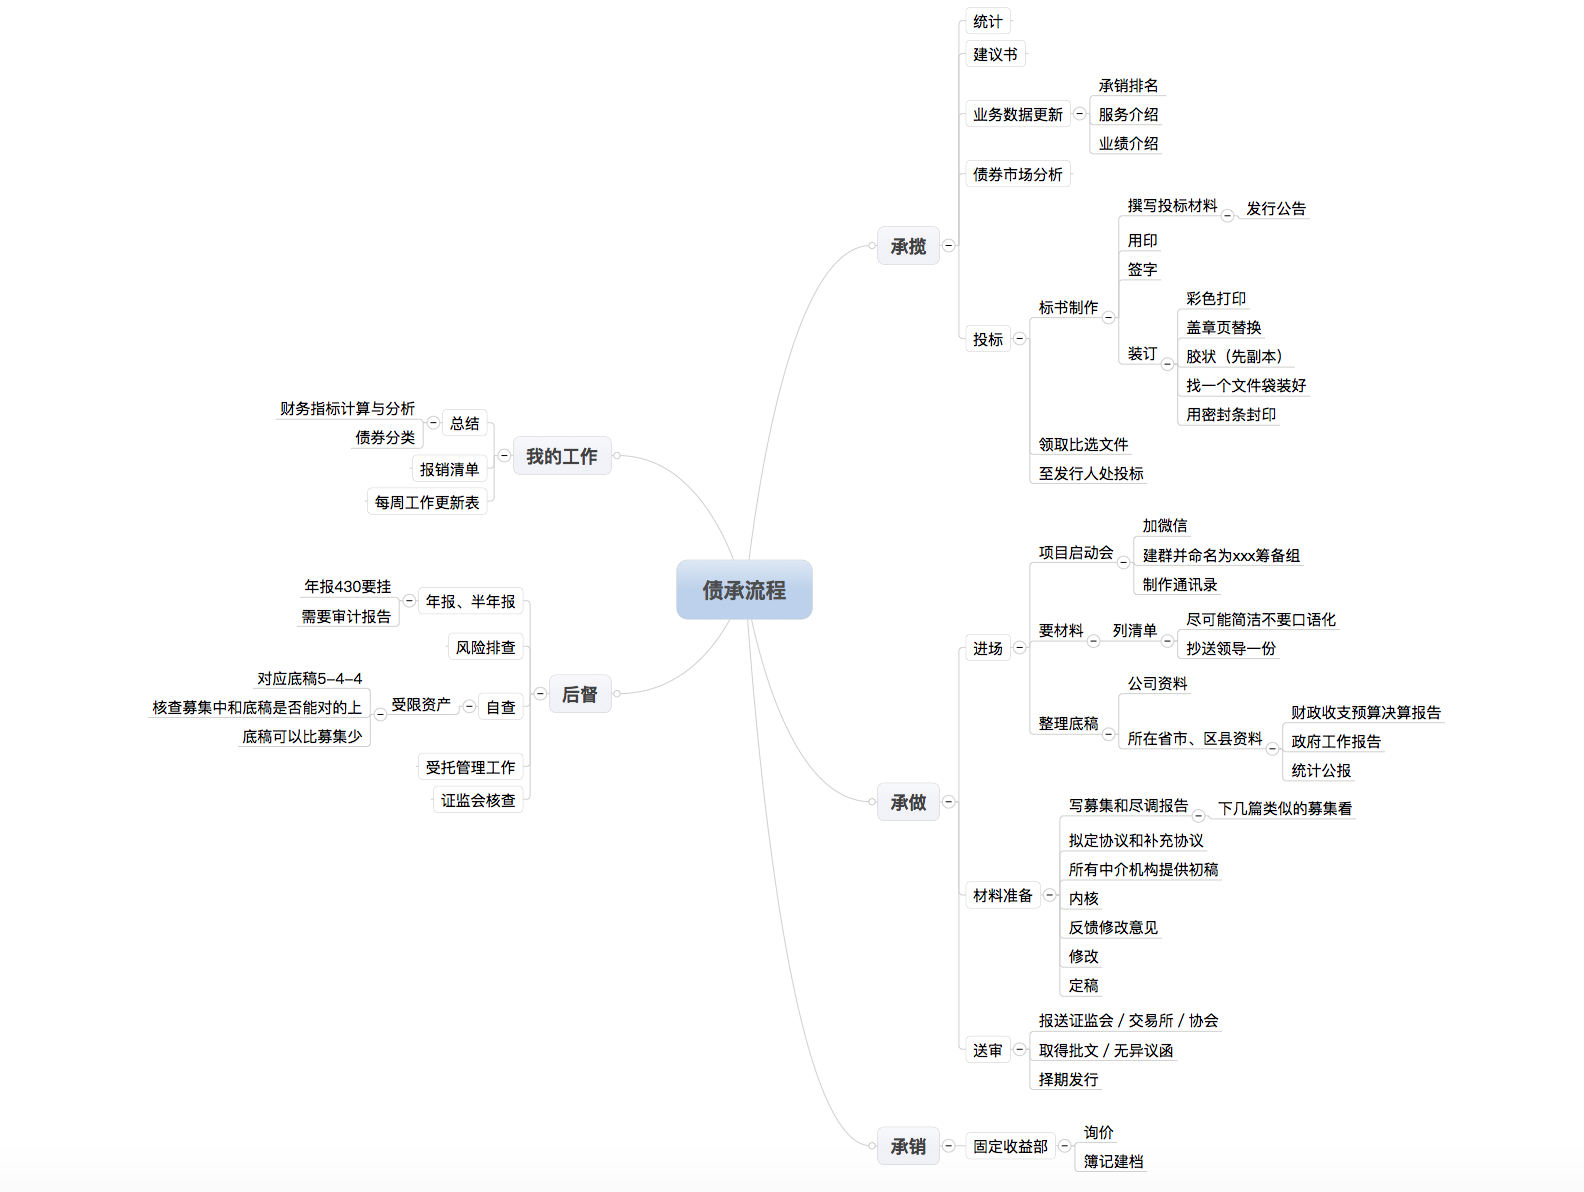 债承流程
承揽
统计
建议书
业务数据更新
承销排名
服务介绍
业绩介绍
债券市场分析
投标
标书制作
撰写投标材料
发行公告
用印
签字
装订
彩色打印
盖章页替换
胶状（先副本）
找一个文件袋装好
用密封条封印
领取比选文件
至发行人处投标
承做
进场
项目启动会
加微信
建群并命名为xxx筹备组
制作通讯录
要材料
列清单
尽可能简洁不要口语化
抄送领导一份
整理底稿
公司资料
所在省市、区县资料
财政收支预算决算报告
政府工作报告
统计公报
材料准备
写募集和尽调报告
下几篇类似的募集看
拟定协议和补充协议
所有中介机构提供初稿
内核
反馈修改意见
修改
定稿
送审
报送证监会 / 交易所 / 协会
取得批文 / 无异议函
择期发行
承销
固定收益部
询价
簿记建档
我的工作
总结
财务指标计算与分析
债券分类
报销清单
每周工作更新表
后督
年报、半年报
年报430要挂
需要审计报告
风险排查
自查
受限资产
对应底稿5-4-4
核查募集中和底稿是否能对的上
底稿可以比募集少
受托管理工作
证监会核查